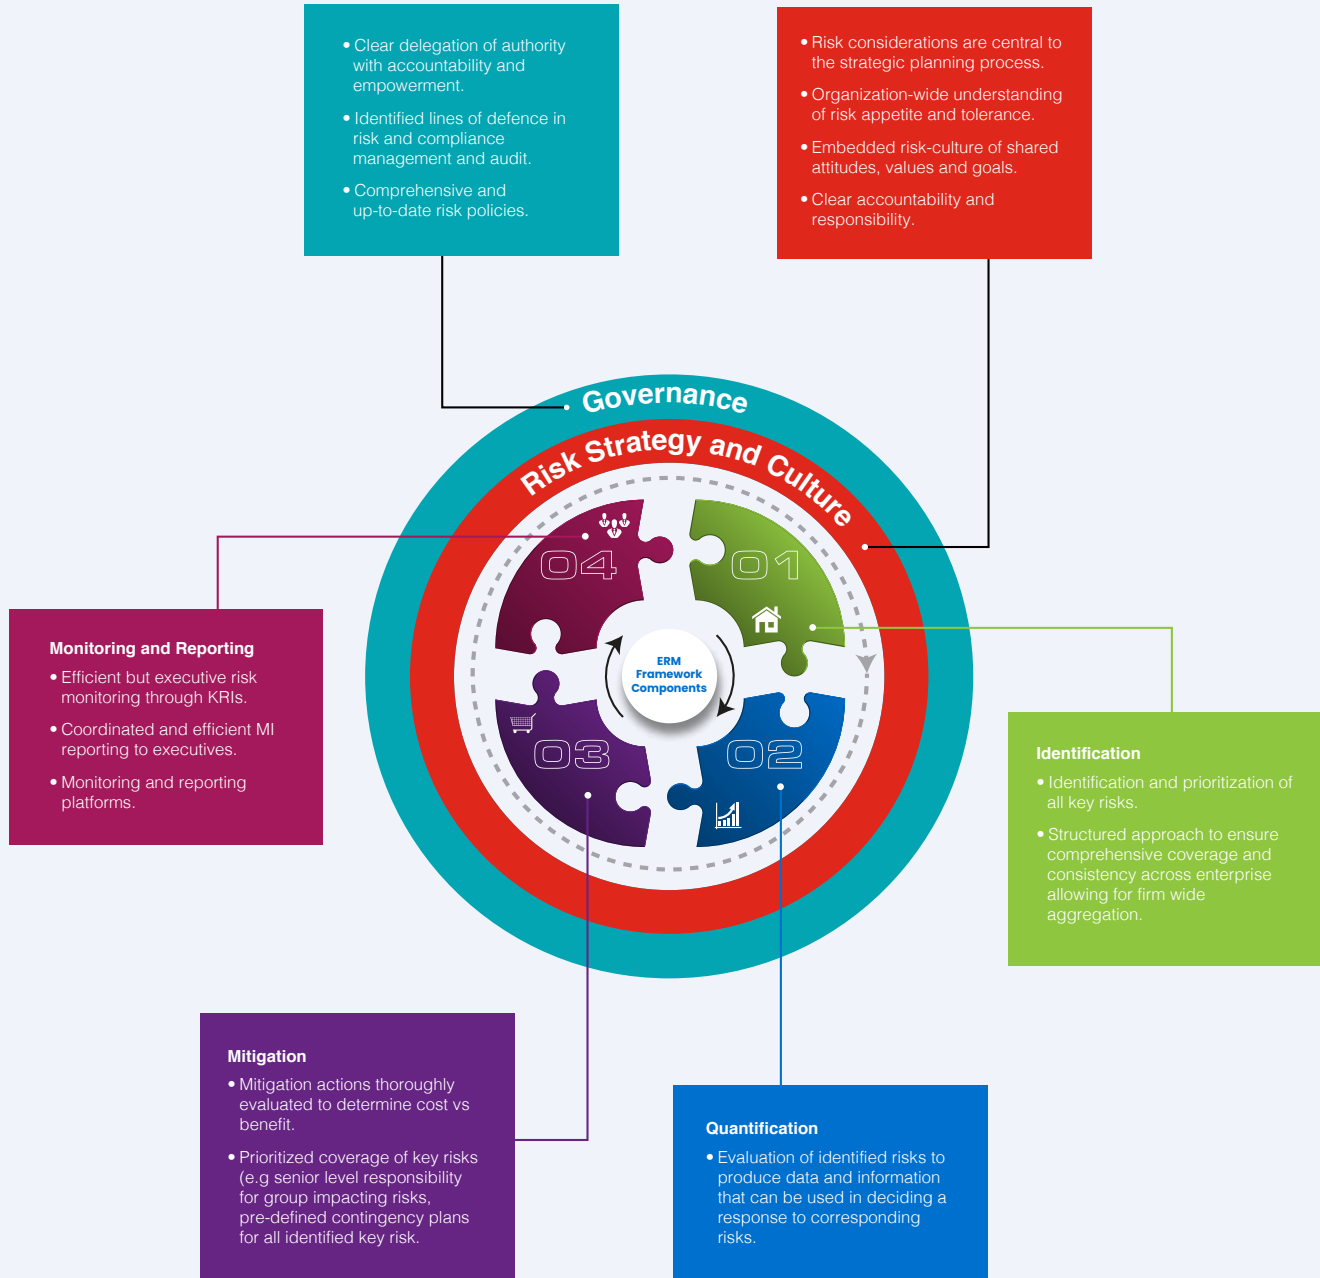 • Clear delegation of authority
with accountability and
empowerment.
• Identified lines of defence in
risk and compliance
management and audit.
• Comprehensive and
up-to-date risk policies.
• Risk considerations are central to
the strategic planning process.
• Organization-wide understanding
of risk appetite and tolerance.
• Embedded risk-culture of shared
attitudes, values and goals.
• Clear accountability and
responsibility.
Governance
Risk Strategy and Culture
04
01
ERM
Framework
Components
03
02
Monitoring and Reporting
• Efficient but executive risk
monitoring through KRIs.
• Coordinated and efficient MI
reporting to executives.
• Monitoring and reporting
platforms.
Identification
• Identification and prioritization of
all key risks.
• Structured approach to ensure
comprehensive coverage and
consistency across enterprise
allowing for firm wide
aggregation.
Mitigation
• Mitigation actions thoroughly
evaluated to determine cost vs
benefit.
• Prioritized coverage of key risks
(e.g senior level responsibility
for group impacting risks,
pre-defined contingency plans
for all identified key risk.
Quantification
• Evaluation of identified risks to
produce data and information
that can be used in deciding a
response to corresponding
risks.